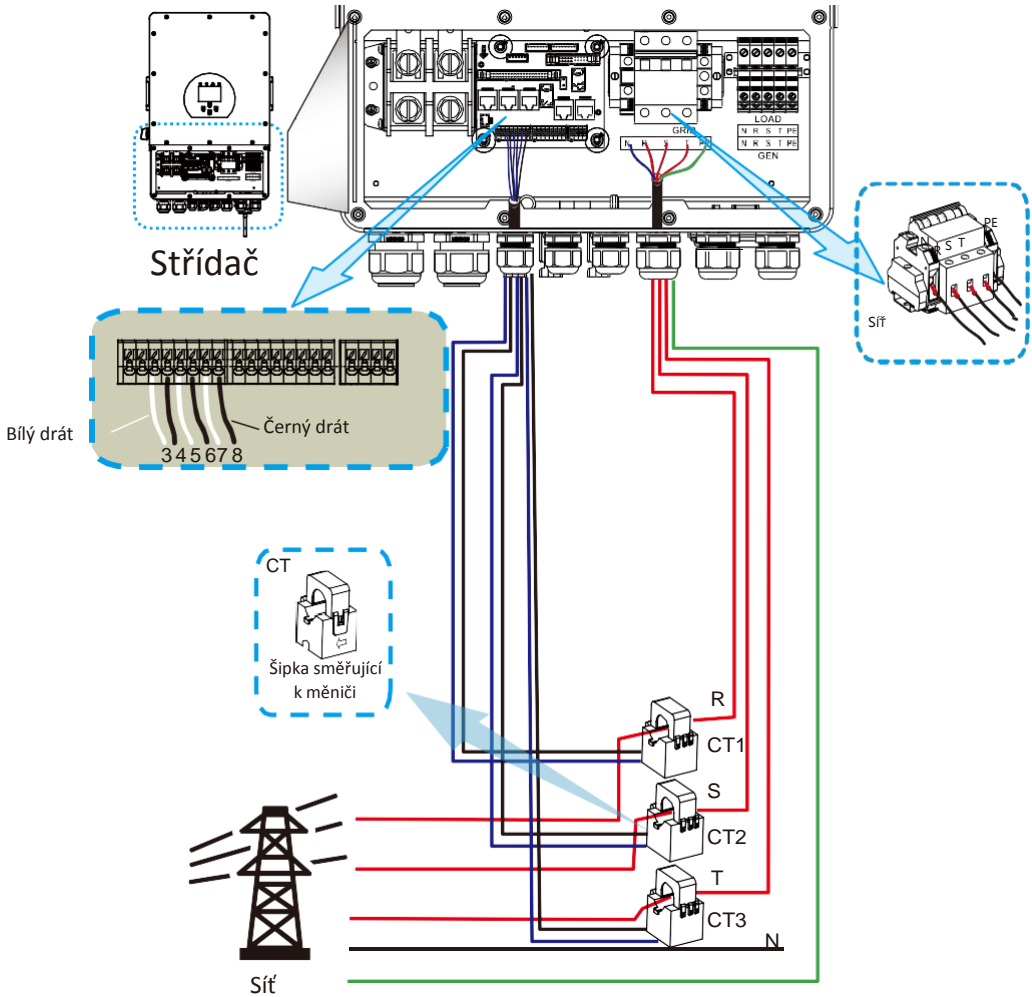 LOAD
N R S T PE
N R S T PE
GEN
GRID
N R S T PE
Střídač
R S T PE
Síť
Bílý drát
Černý drát
3 4 5 6 7 8
CT
Šipka směřující
k měniči
R
CT1
S
CT2
T
CT3
N
Síť